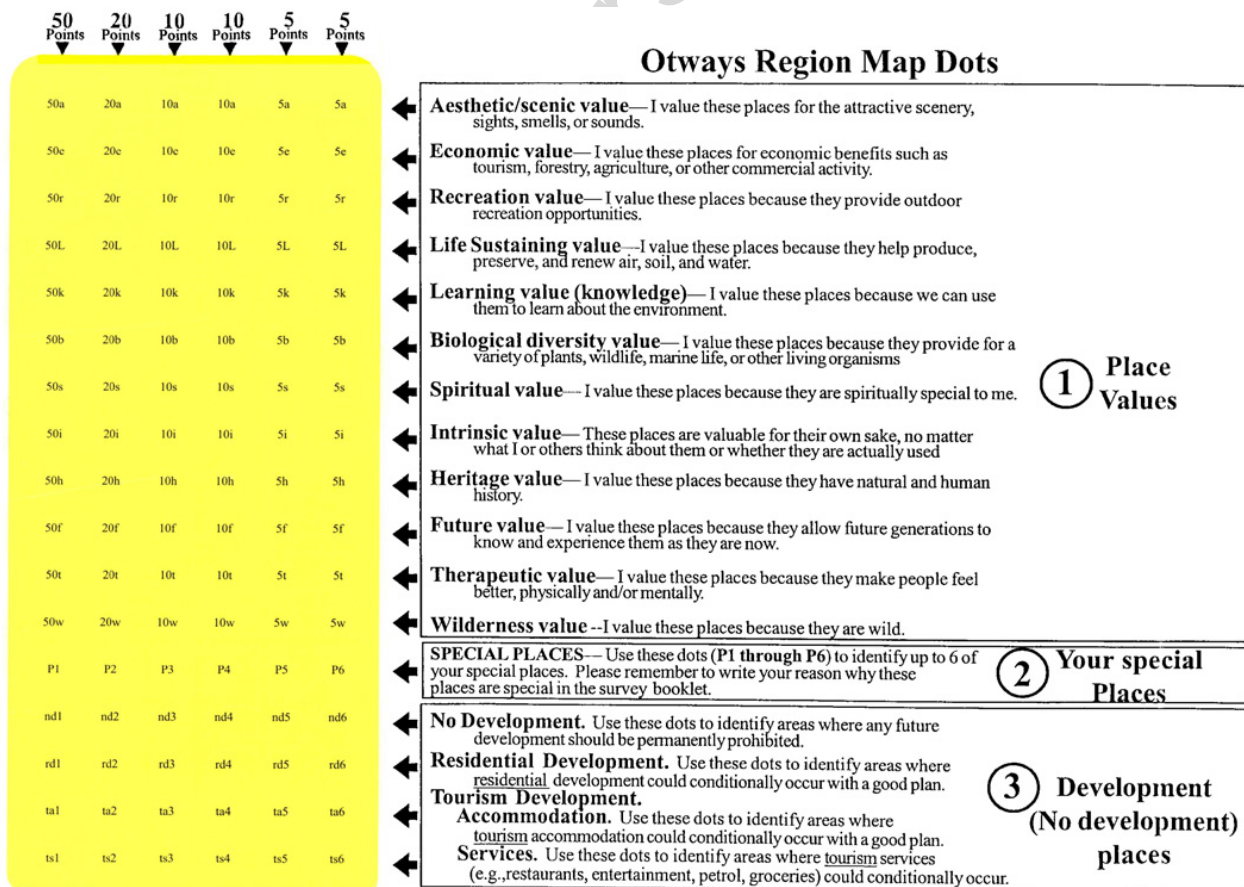 50 20 10 10 5 5
Points Points Points Points Points Points
Otways Region Map Dots
50a 20a 10a 10a 5a 5a
Aesthetic/scenic value— I value these places for the attractive scenery,
sights, smells, or sounds.
50e 20e 10e 10e 5e 5e
Economic value— I value these places for economic benefits such as
tourism, forestry, agriculture, or other commercial activity.
50r 20r 10r 10r 5r 5r
Recreation value— I value these places because they provide outdoor
recreation opportunities.
50L 20L 10L 10L 5L 5L
Life Sustaining value—I value these places because they help produce,
preserve, and renew air, soil, and water.
50k 20k 10k 10k 5k 5k
Learning value (knowledge)— I value these places because we can use
them to learn about the environment.
50b 20b 10b 10b 5b 5b
Biological diversity value— I value these places because they provide for a
variety of plants, wildlife, marine life, or other living organisms
50s 20s 10s 10s 5s 5s
Spiritual value— I value these places because they are spiritually special to me.
50i 20i 10i 10i 5i 5i
Intrinsic value— These places are valuable for their own sake, no matter
what I or others think about them or whether they are actually used
50h 20h 10h 10h 5h 5h
Heritage value— I value these places because they have natural and human
history.
50f 20f 10f 10f 5f 5f
Future value— I value these places because they allow future generations to
know and experience them as they are now.
50t 20t 10t 10t 5t 5t
Therapeutic value— I value these places because they make people feel
better, physically and/or mentally.
50w 20w 10w 10w 5w 5w
Wilderness value --I value these places because they are wild.
1 Place
Values
P1 P2 P3 P4 P5 P6
SPECIAL PLACES— Use these dots (P1 through P6) to identify up to 6 of
your special places. Please remember to write your reason why these
places are special in the survey booklet.
2 Your special
Places
nd1 nd2 nd3 nd4 nd5 nd6
No Development. Use these dots to identify areas where any future
development should be permanently prohibited.
rd1 rd2 rd3 rd4 rd5 rd6
Residential Development. Use these dots to identify areas where
residential development could conditionally occur with a good plan.
Tourism Development.
ta1 ta2 ta3 ta4 ta5 ta6
Accommodation. Use these dots to identify areas where
tourism accommodation could conditionally occur with a good plan.
ts1 ts2 ts3 ts4 ts5 ts6
Services. Use these dots to identify areas where tourism services
(e.g.,restaurants, entertainment, petrol, groceries) could conditionally occur.
3 Development
(No development)
places